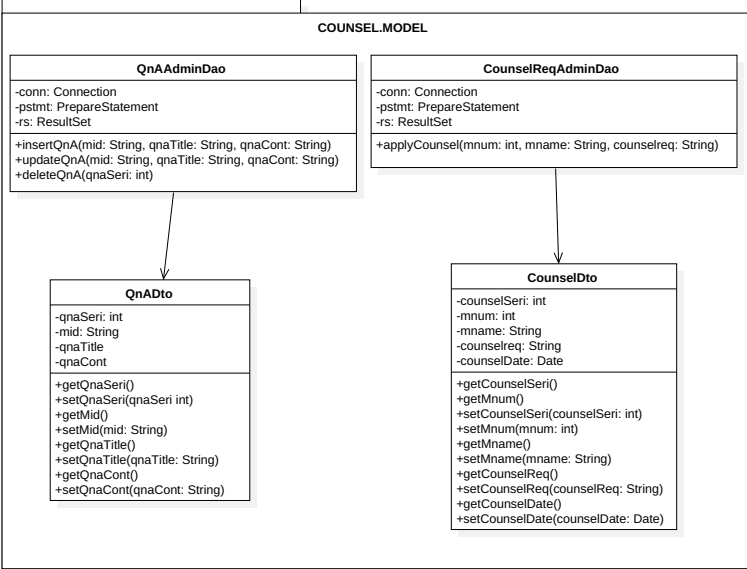 COUNSEL.MODEL
QnAAdminDao
-conn: Connection
-pstmt: PrepareStatement
-rs: ResultSet
+insertQnA(mid: String, qnaTitle: String, qnaCont: String)
+updateQnA(mid: String, qnaTitle: String, qnaCont: String)
+deleteQnA(qnaSeri: int)
CounselReqAdminDao
-conn: Connection
-pstmt: PrepareStatement
-rs: ResultSet
+applyCounsel(mnum: int, mname: String, counselreq: String)
QnADto
-qnaSeri: int
-mid: String
-qnaTitle
-qnaCont
+getQnaSeri()
+setQnaSeri(qnaSeri int)
+getMid()
+setMid(mid: String)
+getQnaTitle()
+setQnaTitle(qnaTitle: String)
+getQnaCont()
+setQnaCont(qnaCont: String)
CounselDto
-counselSeri: int
-mnum: int
-mname: String
-counselreq: String
-counselDate: Date
+getCounselSeri()
+getMnum()
+setCounselSeri(counselSeri: int)
+setMnum(mnum: int)
+getMname()
+setMname(mname: String)
+getCounselReq()
+setCounselReq(counselReq: String)
+getCounselDate()
+setCounselDate(counselDate: Date)